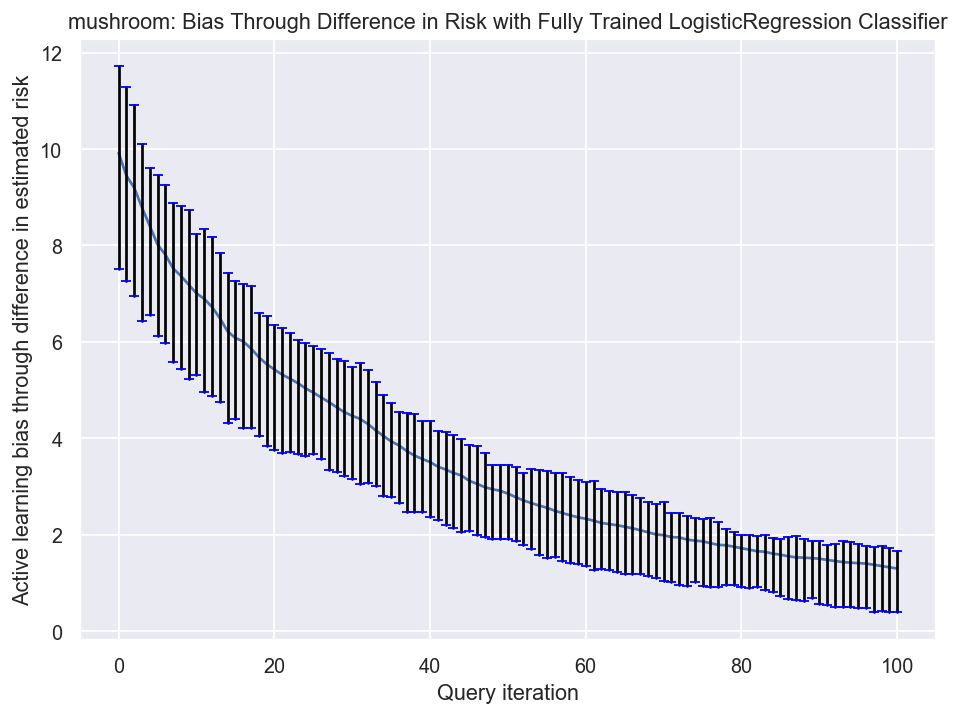 mushroom: Bias Through Difference in Risk with Fully Trained LogisticRegression Classifier
Active learning bias through difference in estimated risk
12
10
8
6
4
2
0
0 20 40 60 80 100
Query iteration